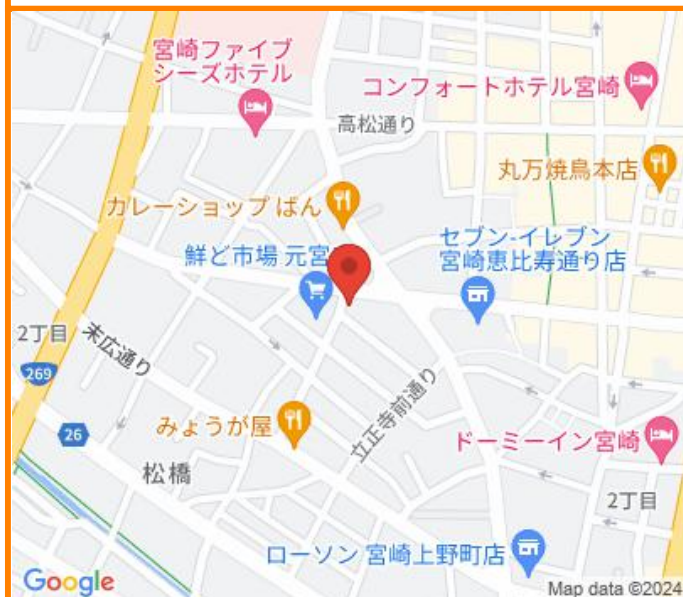 宮崎ファイブ
シーズホテル
コンフォートホテル宮崎
高松通り
丸万焼鳥本店
カレーショップ ばん
セブン-イレブン
宮崎恵比寿通り店
鮮ど市場 元宮
2丁目
末広通り
269
立正寺前通り
26
みょうが屋
ドーミーイン宮崎
松橋
2丁目
ローソン 宮崎上野町店
Google
Map data ©2024